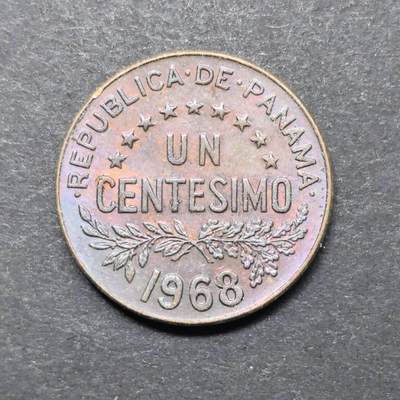 ·REPUBLICA·DE·PANAMA·
UN
CENTESIMO
1968